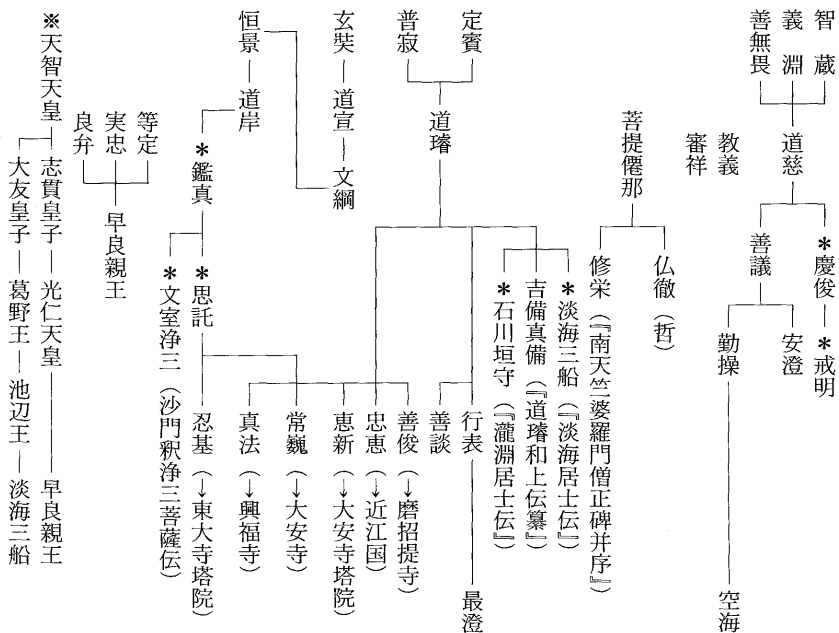 智蔵
義淵
善無畏
道慈
教義
審祥
＊慶俊 ＊戒明
善議
安澄
勤操 空海
菩提僊那
仏徹（哲）
修栄（『南天竺婆羅門僧正碑并序』）
定賓
普寂
道璿
＊淡海三船（『淡海居士伝』）
吉備真備（『道璿和上伝纂』）
＊石川垣守（『瀧淵居士伝』）
行表 最澄
善談
善俊（→磨招提寺）
忠恵（→近江国）
恵新（→大安寺塔院）
常巍（→大安寺）
真法（→興福寺）
忍基（→東大寺塔院）
玄奘 道宣 文綱
恒景 道岸
＊鑑真
＊思託
＊文室浄三（沙門釈浄三菩薩伝）
等定
実忠
良弁
早良親王
※天智天皇
志貫皇子 光仁天皇 早良親王
大友皇子 葛野王 池辺王 淡海三船